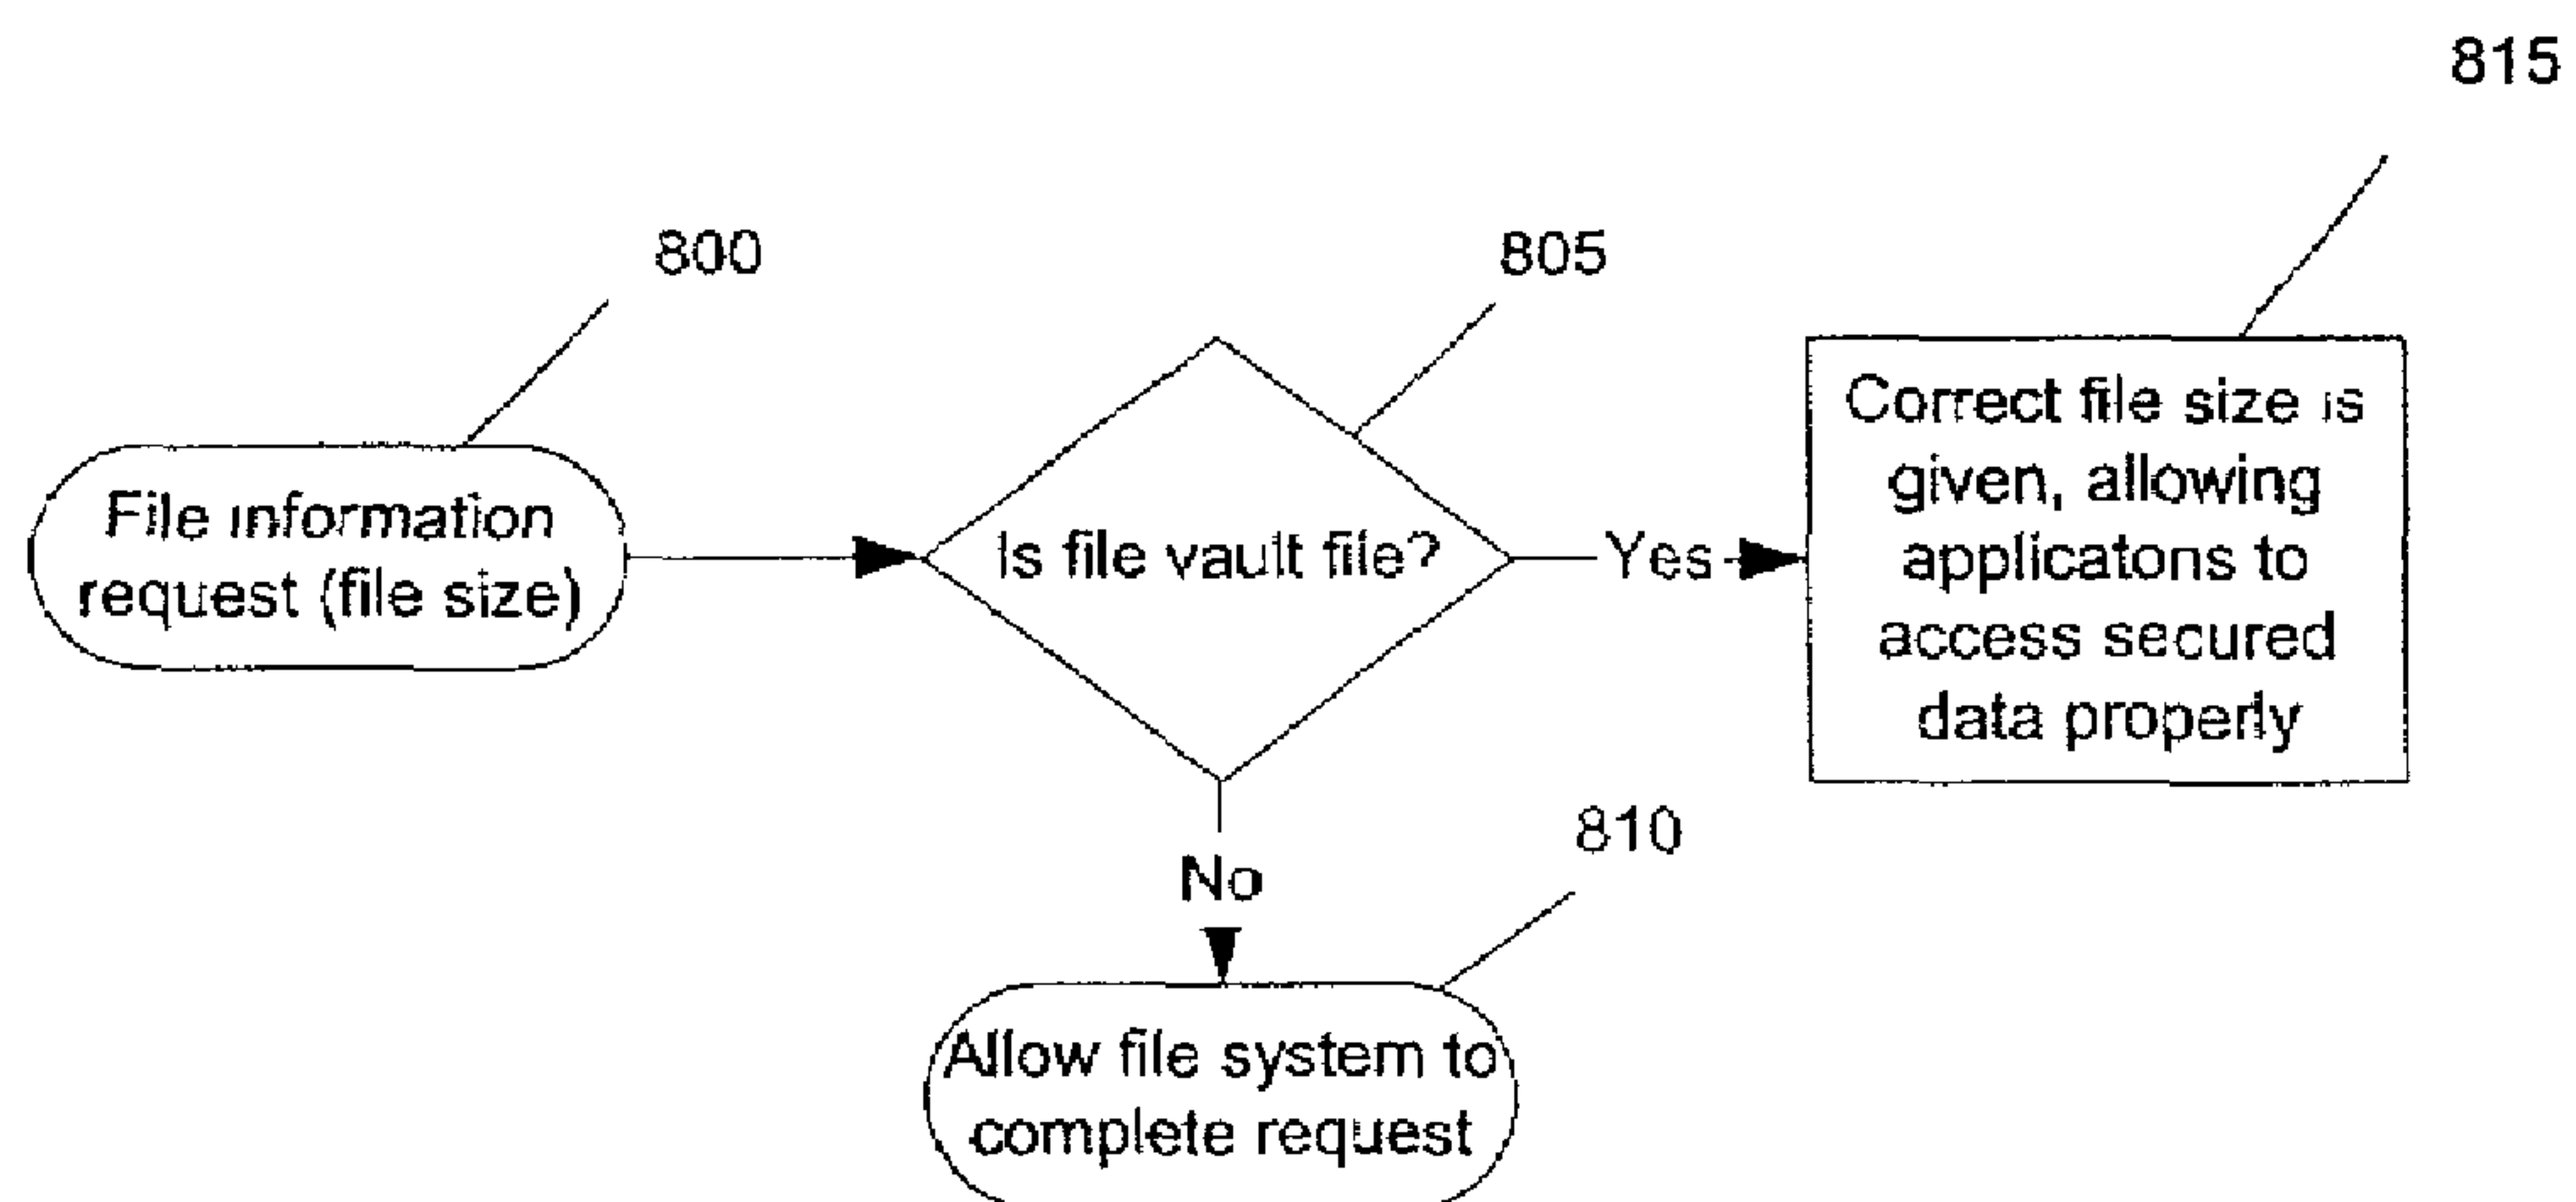 815
800
805
File information
request (file size)
Is file vault file?
Yes
Correct file size is
given, allowing
applicatons to
access secured
data properly
No
810
Allow file system to
complete request